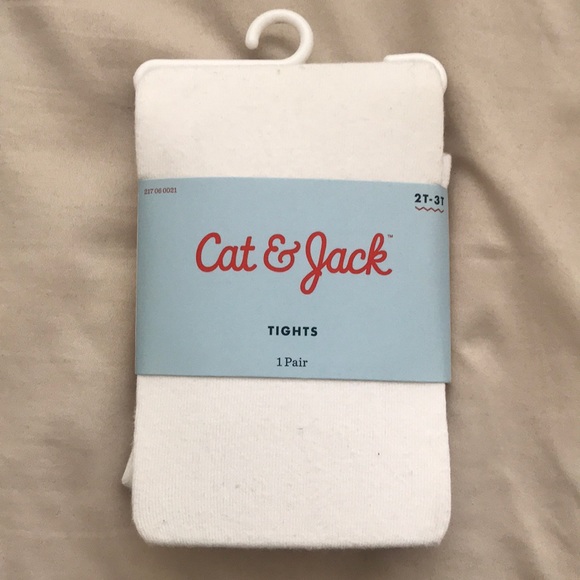 217 06 0021
2T-3T
Cat & Jack™
TIGHTS
1 Pair